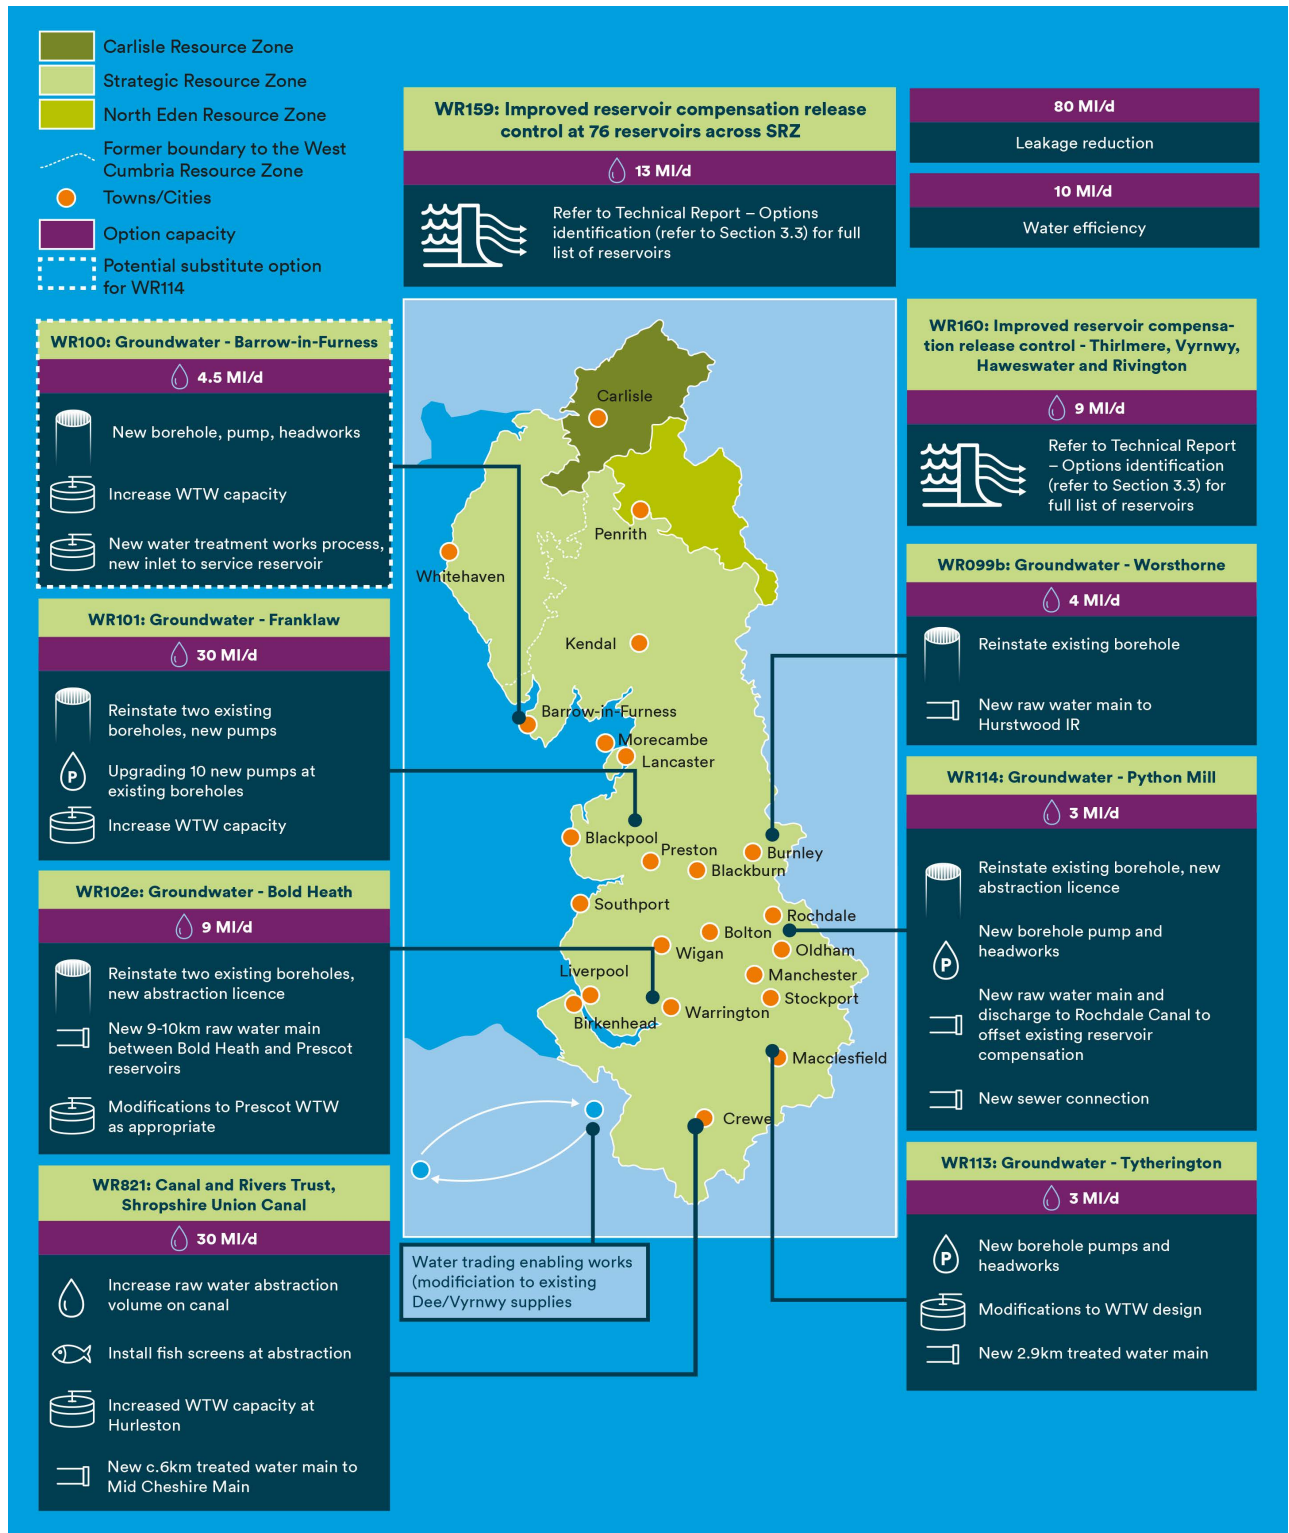 Carlisle Resource Zone
Strategic Resource Zone
North Eden Resource Zone
Former boundary to the West
Cumbria Resource Zone
Towns/Cities
Option capacity
Potential substitute option
for WR114
WR159: Improved reservoir compensation release
control at 76 reservoirs across SRZ
13 Ml/d
Refer to Technical Report – Options
identification (refer to Section 3.3) for full
list of reservoirs
80 Ml/d
Leakage reduction
10 Ml/d
Water efficiency
WR100: Groundwater - Barrow-in-Furness
4.5 Ml/d
New borehole, pump, headworks
Increase WTW capacity
New water treatment works process,
new inlet to service reservoir
WR101: Groundwater - Franklaw
30 Ml/d
Reinstate two existing
boreholes, new pumps
P
Upgrading 10 new pumps at
existing boreholes
Increase WTW capacity
WR102e: Groundwater - Bold Heath
9 Ml/d
Reinstate two existing boreholes,
new abstraction licence
New 9-10km raw water main
between Bold Heath and Prescot
reservoirs
Modifications to Prescot WTW
as appropriate
WR821: Canal and Rivers Trust,
Shropshire Union Canal
30 Ml/d
Increase raw water abstraction
volume on canal
Install fish screens at abstraction
Increased WTW capacity at
Hurleston
New c.6km treated water main to
Mid Cheshire Main
Carlisle
Penrith
Whitehaven
Kendal
Barrow-in-Furness
Morecambe
Lancaster
Blackpool
Preston
Burnley
Blackburn
Southport
Rochdale
Bolton
Oldham
Wigan
Liverpool
Manchester
Stockport
Warrington
Birkenhead
Macclesfield
Crewe
Water trading enabling works
(modificiation to existing
Dee/Vyrnwy supplies
WR160: Improved reservoir compensa-
tion release control - Thirlmere, Vyrnwy,
Haweswater and Rivington
9 Ml/d
Refer to Technical Report
– Options identification
(refer to Section 3.3) for
full list of reservoirs
WR099b: Groundwater - Worsthorne
4 Ml/d
Reinstate existing borehole
New raw water main to
Hurstwood IR
WR114: Groundwater - Python Mill
3 Ml/d
Reinstate existing borehole, new
abstraction licence
P
New borehole pump and
headworks
New raw water main and
discharge to Rochdale Canal to
offset existing reservoir
compensation
New sewer connection
WR113: Groundwater - Tytherington
3 Ml/d
P
New borehole pumps and
headworks
Modifications to WTW design
New 2.9km treated water main